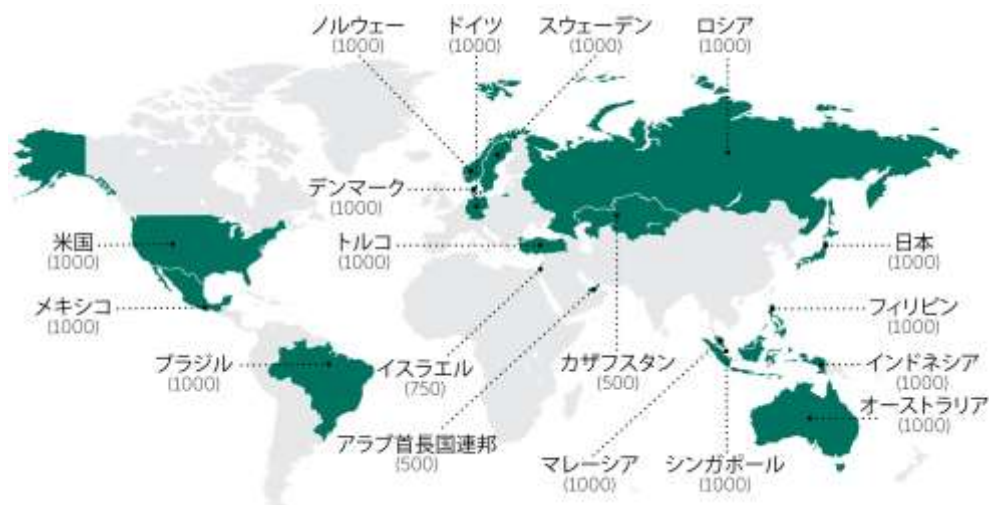 ノルウェー
(1000)
ドイツ
(1000)
スウェーデン
(1000)
ロシア
(1000)
デンマーク
(1000)
米国
(1000)
トルコ
(1000)
日本
(1000)
メキシコ
(1000)
フィリピン
(1000)
ブラジル
(1000)
イスラエル
(750)
カザフスタン
(500)
インドネシア
(1000)
オーストラリア
(1000)
アラブ首長国連邦
(500)
マレーシア
(1000)
シンガポール
(1000)